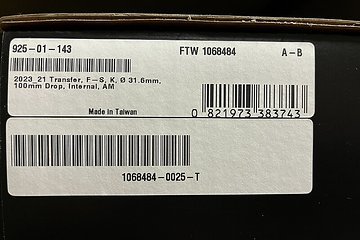 925-01-143 FTW 1068484 A-B
2023_21 Transfer, F-S, K, Ø 31.6mm,
100mm Drop, Internal, AM
Made in Taiwan
0 821973 383743
1068484-0025-T